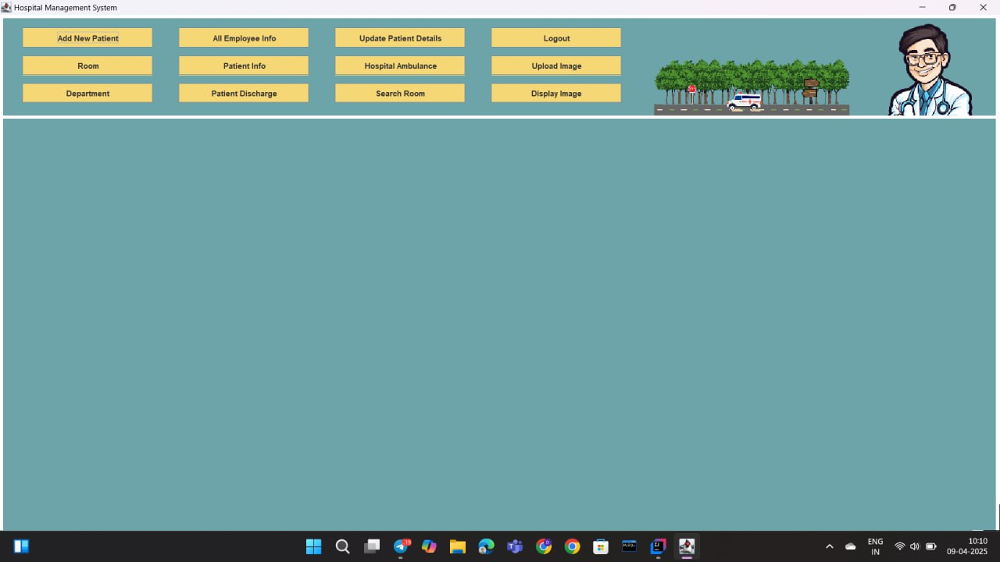 Hospital Management System
Add New Patient
All Employee Info
Update Patient Details
Logout
Room
Patient Info
Hospital Ambulance
Upload Image
Department
Patient Discharge
Search Room
Display Image
19
ENG
IN
10:10
09-04-2025